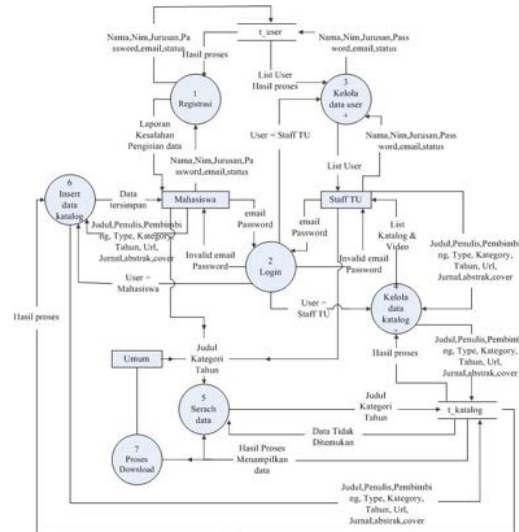 Nama,Nim,Jurusan,Pa
ssword,email,status
t_user
Nama,Nim,Jurusan,Pass
word,email,status
Hasil proses
List User
Hasil proses
1
Registrasi
3
Kelola
data user
+
Laporan
Kesalahan
Pengisian data
User = Staff TU
Nama,Nim,Jurusan,Pass
word,email,status
Nama,Nim,Jurusan,Pa
ssword,email,status
List User
6
Insert
data
katalog
Data
tersimpan
Mahasiswa
Staff TU
email
Password
email
Password
Judul,Penulis,Pembimbi
ng, Type, Kategory,
Tahun, Url,
Jurnal,abstrak,cover
Invalid email
Password
2
Login
Invalid email
Password
List
Katalog &
Video
Judul,Penulis,Pembimbi
ng, Type, Kategory,
Tahun, Url,
Jurnal,abstrak,cover
User =
Mahasiswa
User =
Staff TU
Kelola
data
katalog
Hasil proses
Umum
Judul
Kategori
Tahun
Hasil proses
Judul,Penulis,Pembimbi
ng, Type, Kategory,
Tahun, Url,
Jurnal,abstrak,cover
5
Serach
data
Judul
Kategori
Tahun
t_katalog
Data Tidak
Ditemukan
7
Proses
Download
Hasil Proses
Menampilkan
data
Judul,Penulis,Pembimbi
ng, Type, Kategory,
Tahun, Url,
Jurnal,abstrak,cover